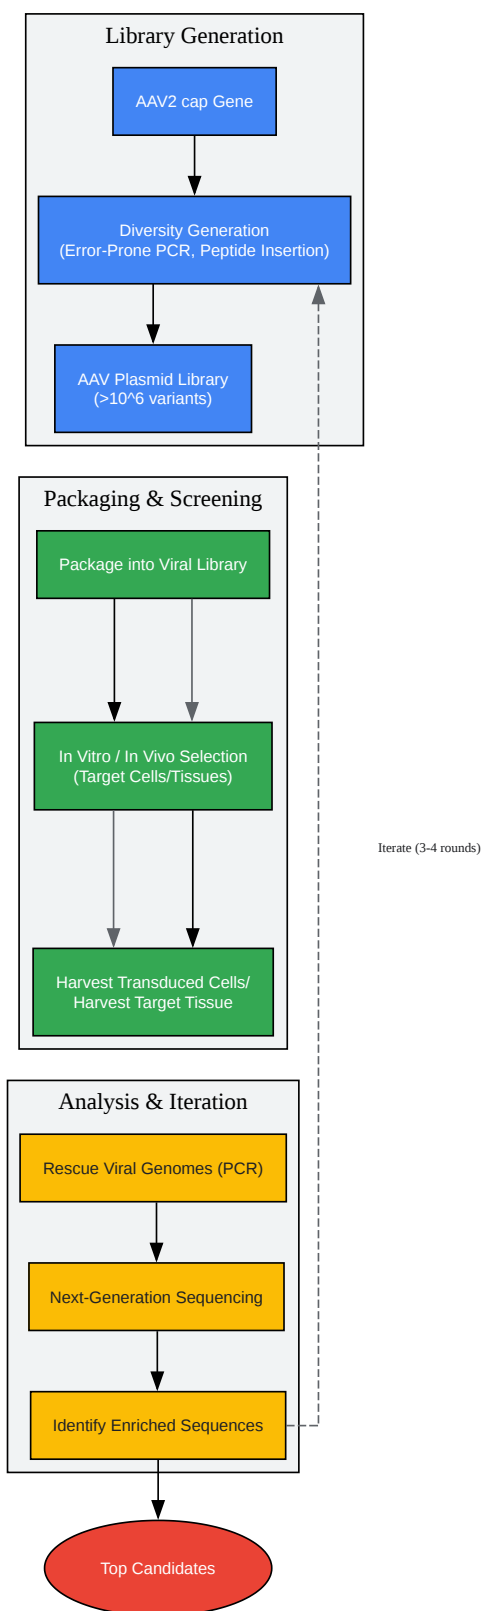 Library Generation
AAV2 cap Gene
Diversity Generation
(Error-Prone PCR, Peptide Insertion)
AAV Plasmid Library
(>10^6 variants)
Packaging & Screening
Package into Viral Library
In Vitro / In Vivo Selection
(Target Cells/Tissues)
Iterate (3-4 rounds)
Harvest Transduced Cells/
Harvest Target Tissue
Analysis & Iteration
Rescue Viral Genomes (PCR)
Next-Generation Sequencing
Identify Enriched Sequences
Top Candidates